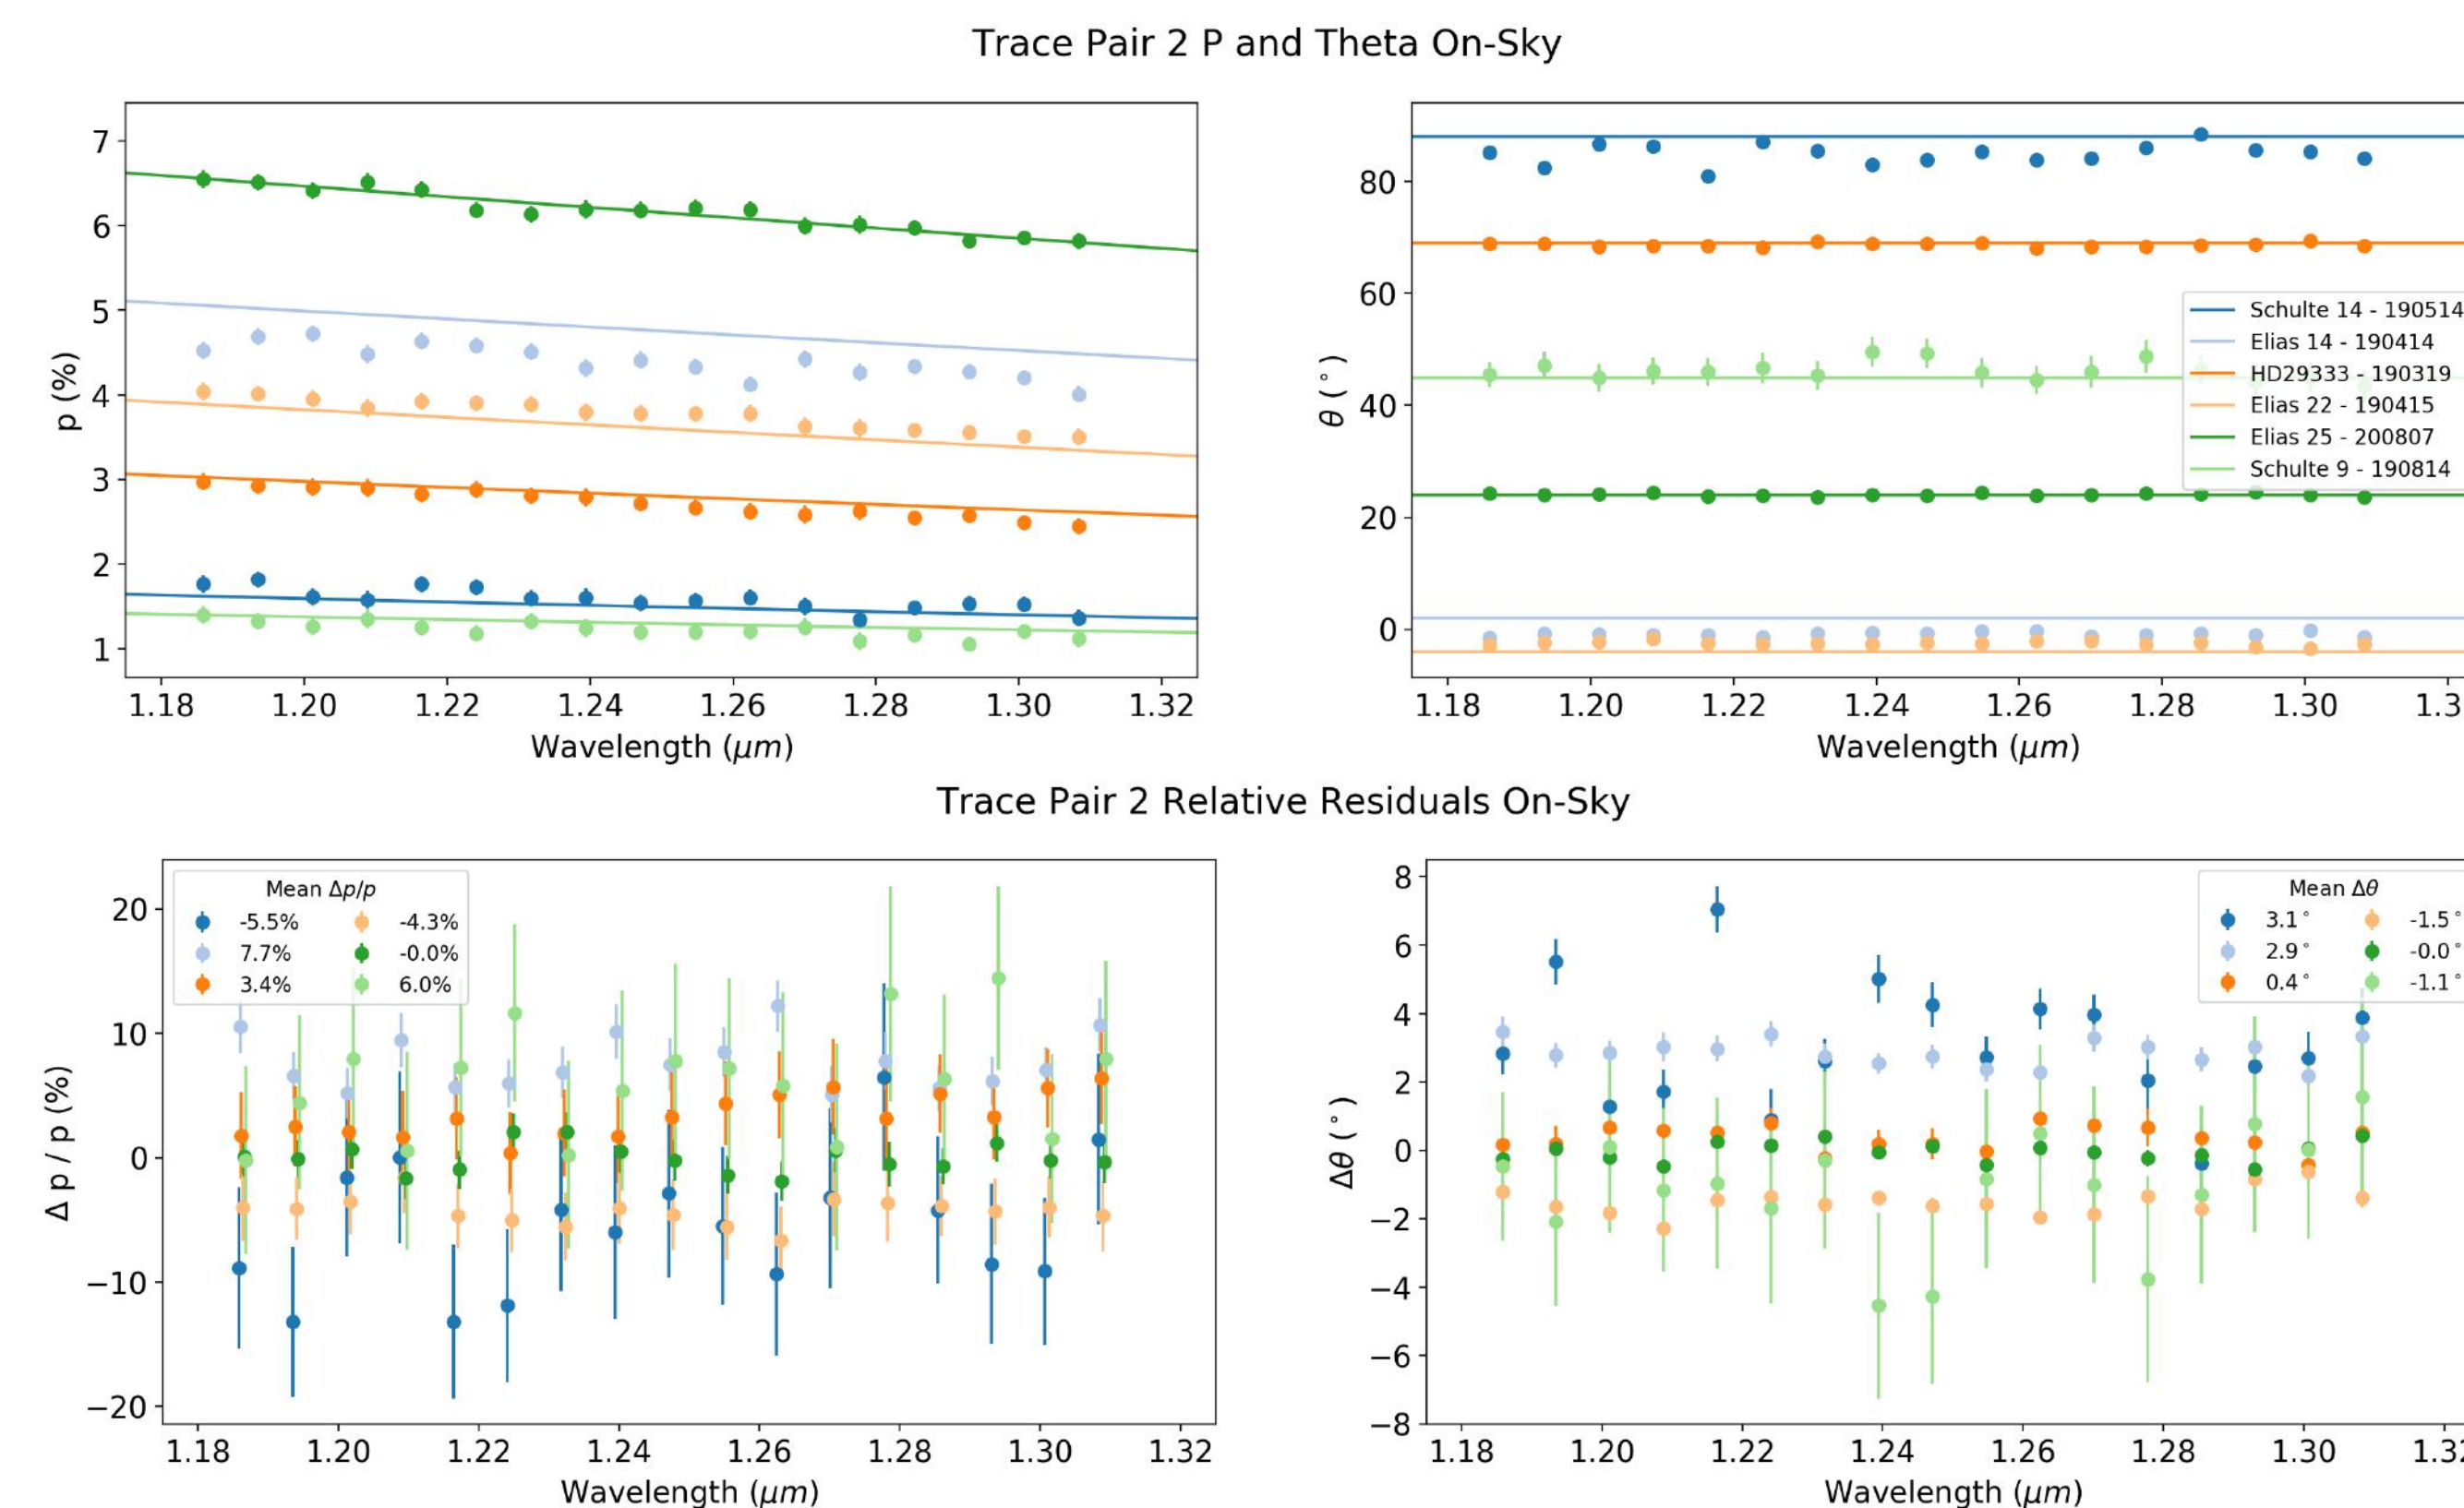 Trace Pair 2 P and Theta On-Sky
p (%)
7
6
5
4
3
2
1
1.18 1.20 1.22 1.24 1.26 1.28 1.30 1.32
Wavelength (μm)
θ (°)
80
60
40
20
0
Schulte 14 - 190514
Elias 14 - 190414
HD29333 - 190319
Elias 22 - 190415
Elias 25 - 200807
Schulte 9 - 190814
1.18 1.20 1.22 1.24 1.26 1.28 1.30 1.3
Wavelength (μm)
Trace Pair 2 Relative Residuals On-Sky
Δ p / p (%)
20
10
0
−10
−20
Mean Δp/p
-5.5% -4.3%
7.7% -0.0%
3.4% 6.0%
1.18 1.20 1.22 1.24 1.26 1.28 1.30 1.32
Wavelength (μm)
Δθ (°)
8
6
4
2
0
−2
−4
−6
−8
Mean Δθ
3.1° -1.5°
2.9° -0.0°
0.4° -1.1°
1.18 1.20 1.22 1.24 1.26 1.28 1.30 1.32
Wavelength (μm)